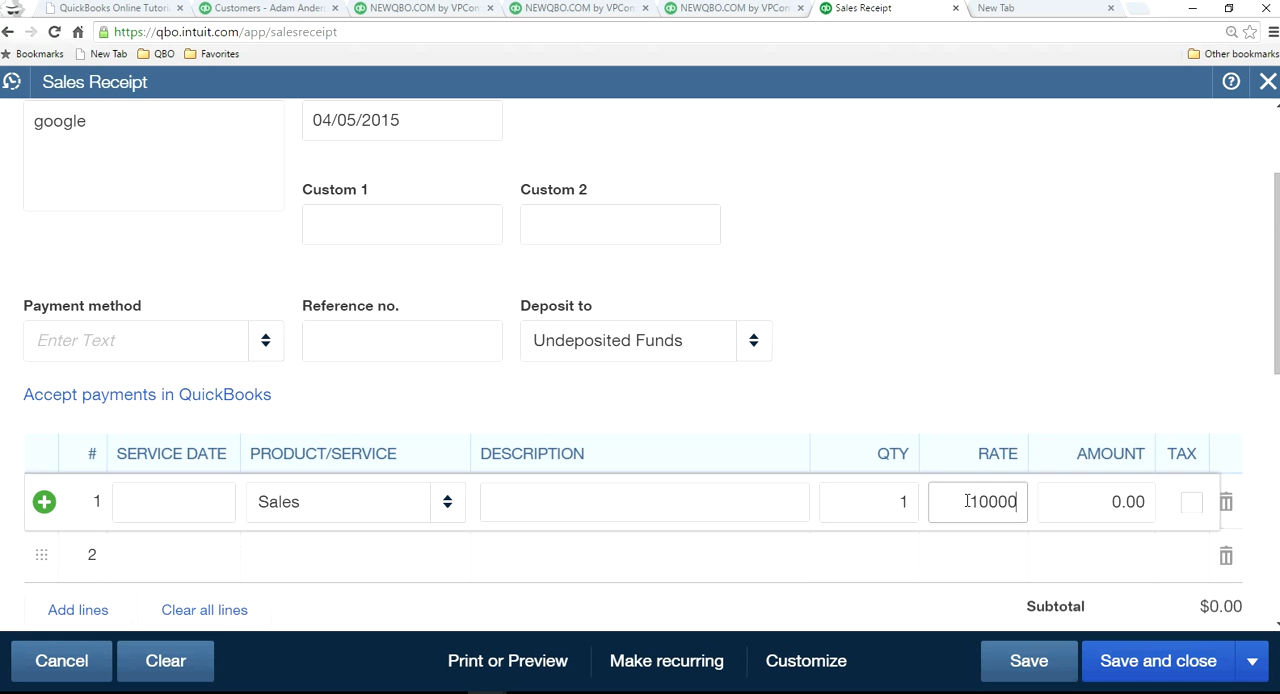 QuickBooks Online Tutori
Customers - Adam Ander
NEWQBO.COM by VPCon
NEWQBO.COM by VPCon
NEWQBO.COM by VPCon
Sales Receipt
New Tab
https://qbo.intuit.com/app/salesreceipt
Bookmarks New Tab QBO Favorites Other bookmarks
Sales Receipt
google 04/05/2015
Custom 1 Custom 2
Payment method Reference no. Deposit to
Enter Text Undeposited Funds
Accept payments in QuickBooks
# SERVICE DATE PRODUCT/SERVICE DESCRIPTION QTY RATE AMOUNT TAX
1 Sales 1 10000 0.00
2
Add lines Clear all lines Subtotal $0.00
Cancel Clear Print or Preview Make recurring Customize Save Save and close